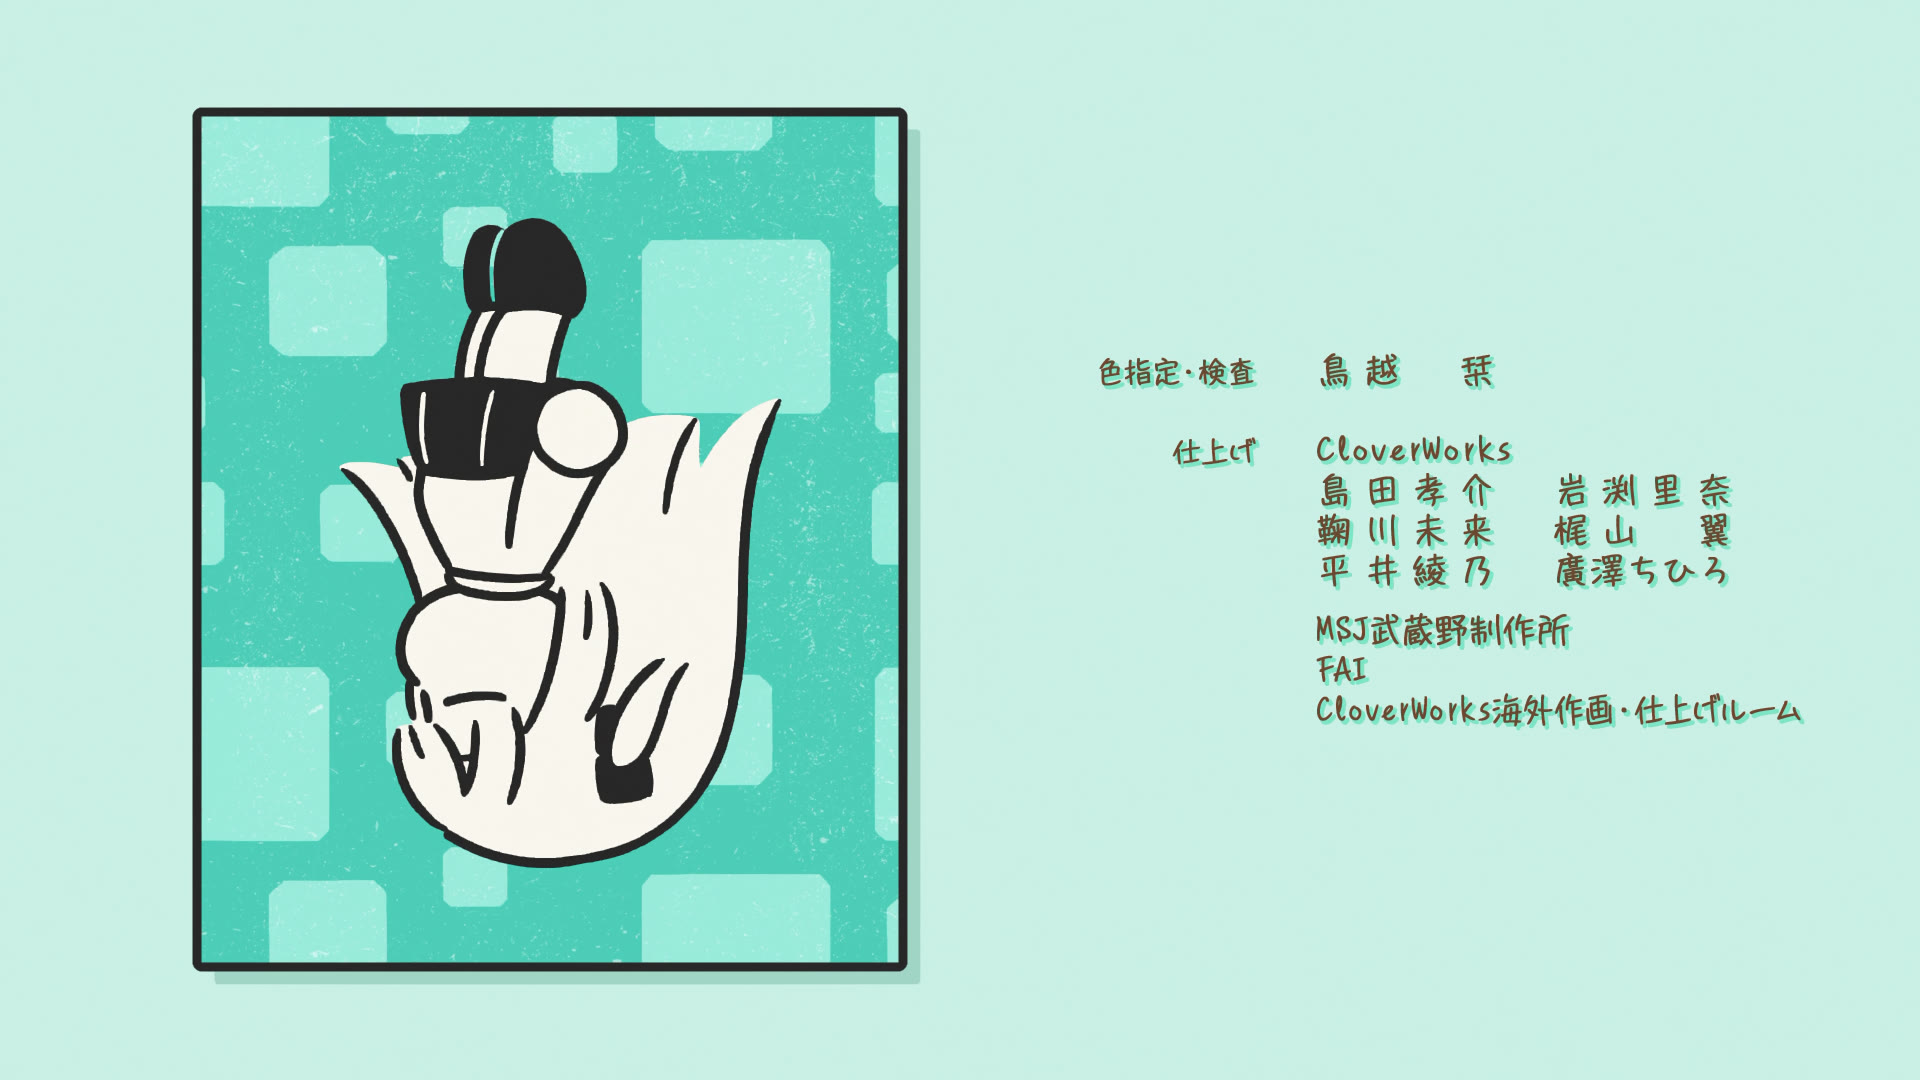 色指定・検査 鳥越 栞
仕上げ CloverWorks
島田孝介 岩渕里奈
鞠川未来 梶山 翼
平井綾乃 廣澤ちひろ
MSJ武蔵野制作所
FAI
CloverWorks海外作画・仕上げルーム